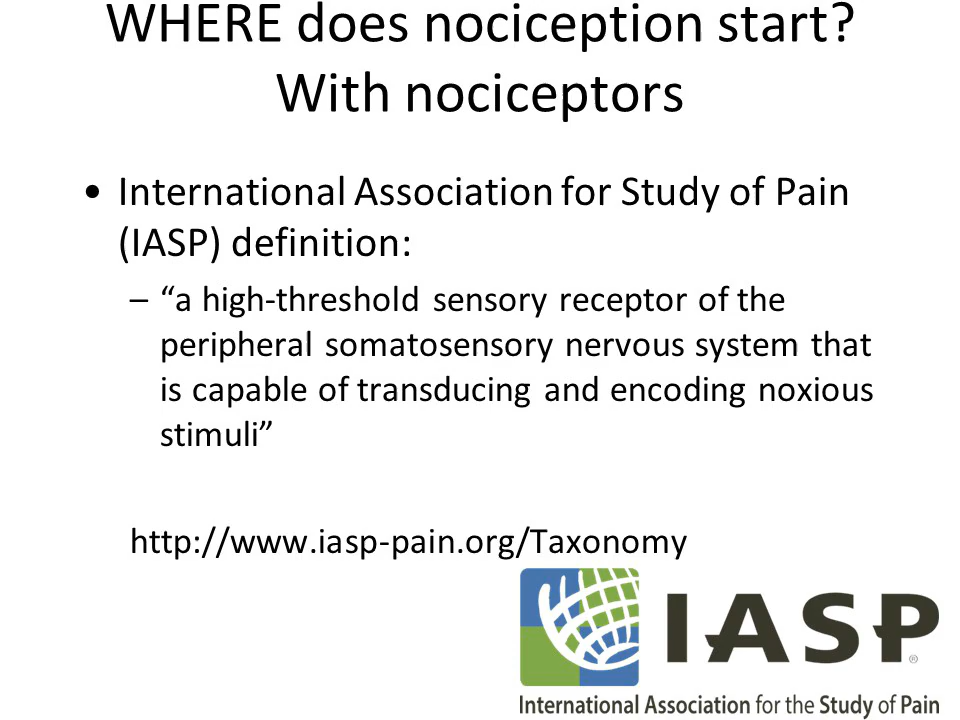 WHERE does nociception start?
With nociceptors
• International Association for Study of Pain
(IASP) definition:
– “a high-threshold sensory receptor of the
peripheral somatosensory nervous system that
is capable of transducing and encoding noxious
stimuli”
http://www.iasp-pain.org/Taxonomy
IASP®
International Association for the Study of Pain